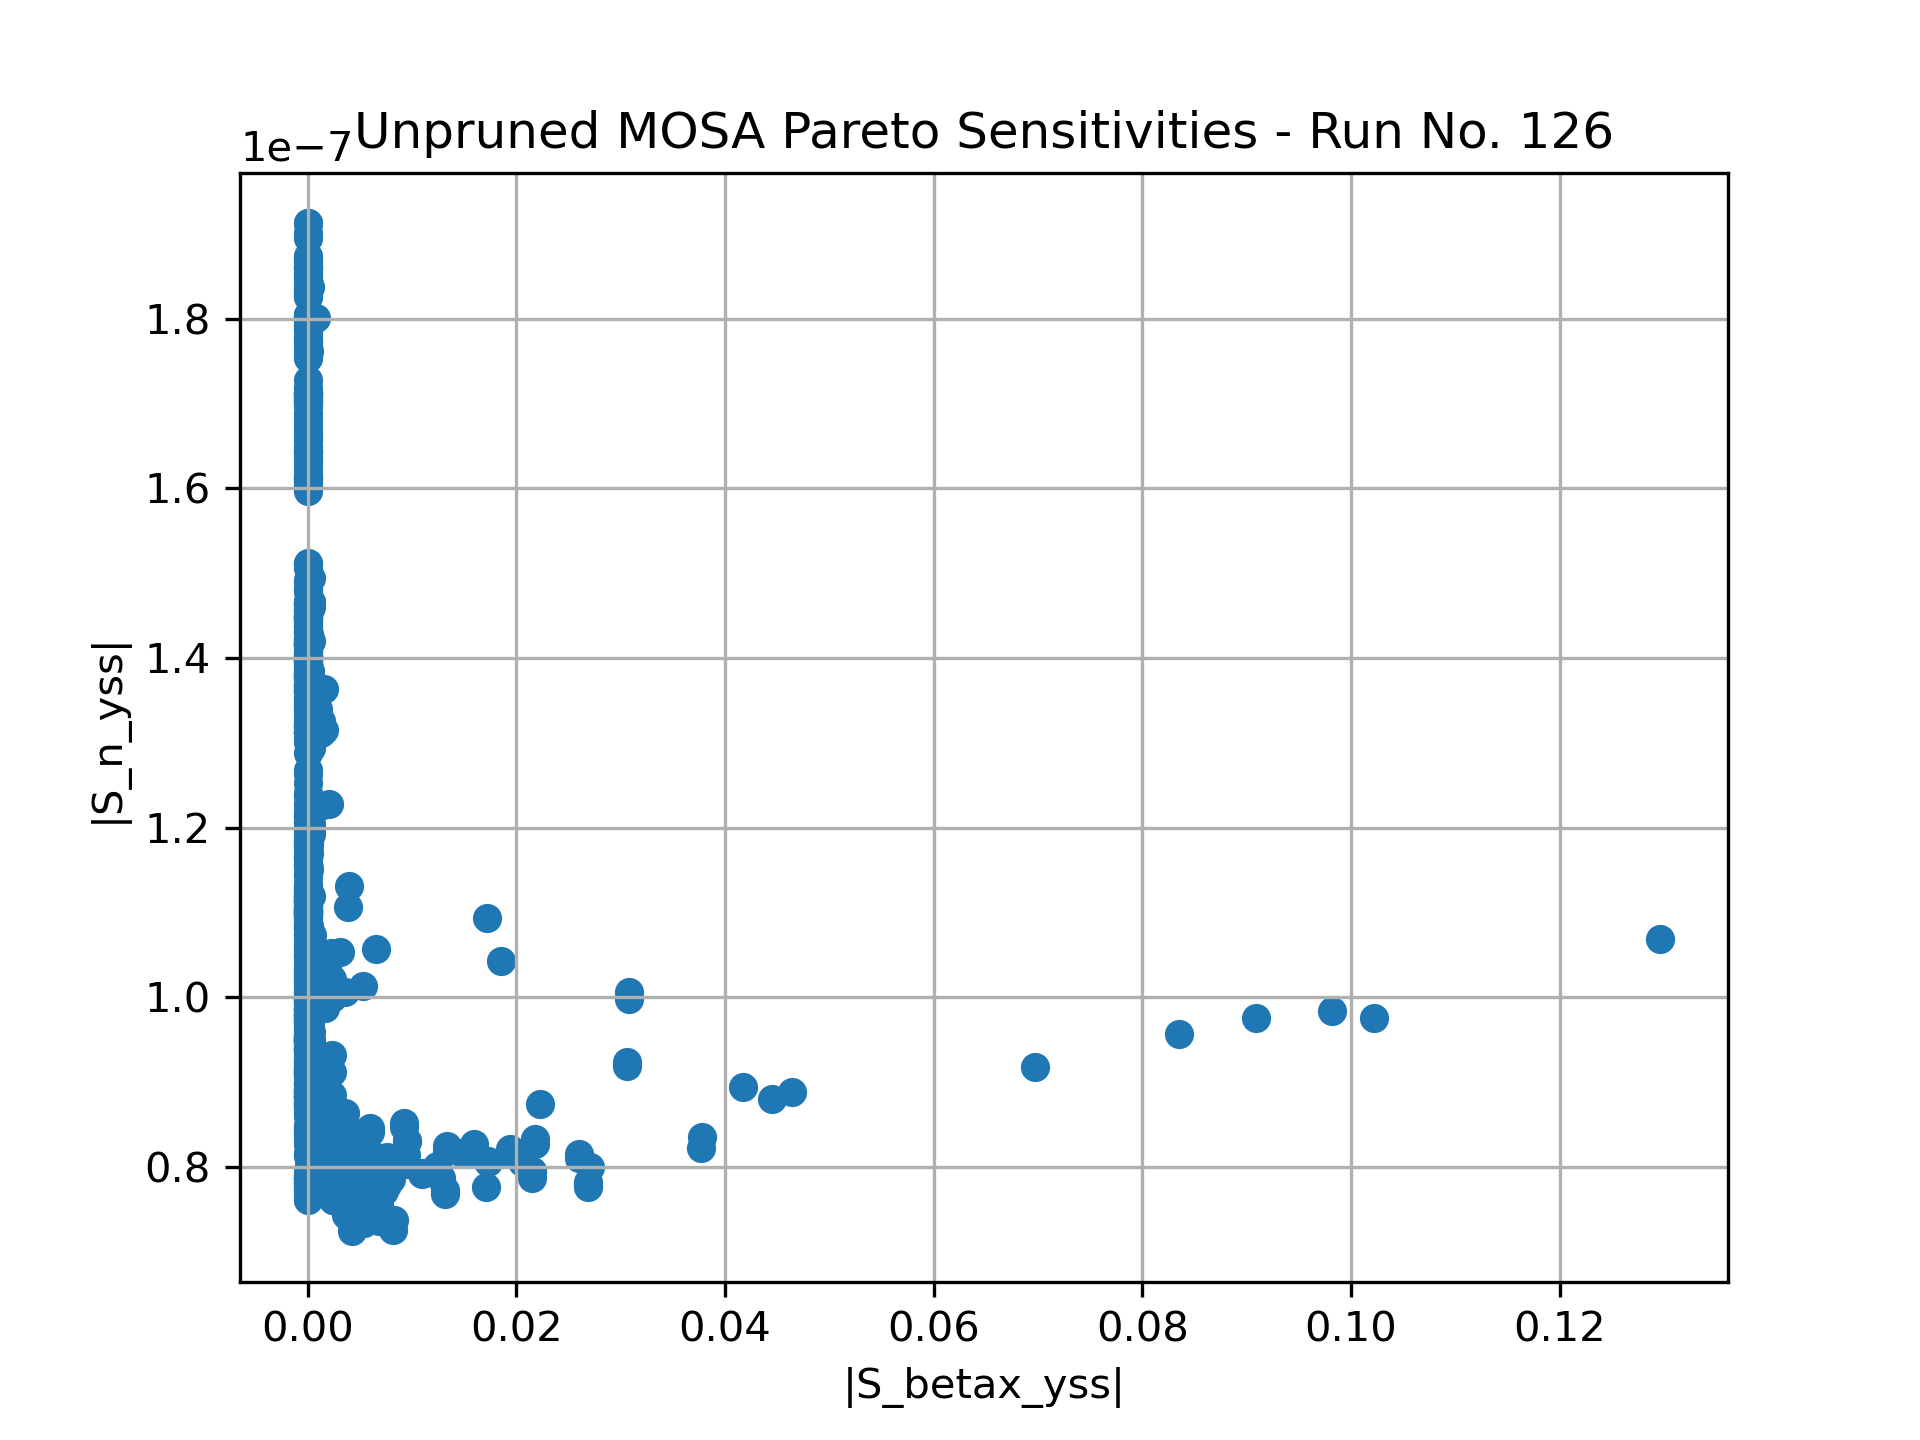 Unpruned MOSA Pareto Sensitivities - Run No. 126
1e−7
1.8
1.6
1.4
1.2
1.0
0.8
|S_n_yss|
0.00 0.02 0.04 0.06 0.08 0.10 0.12
|S_betax_yss|